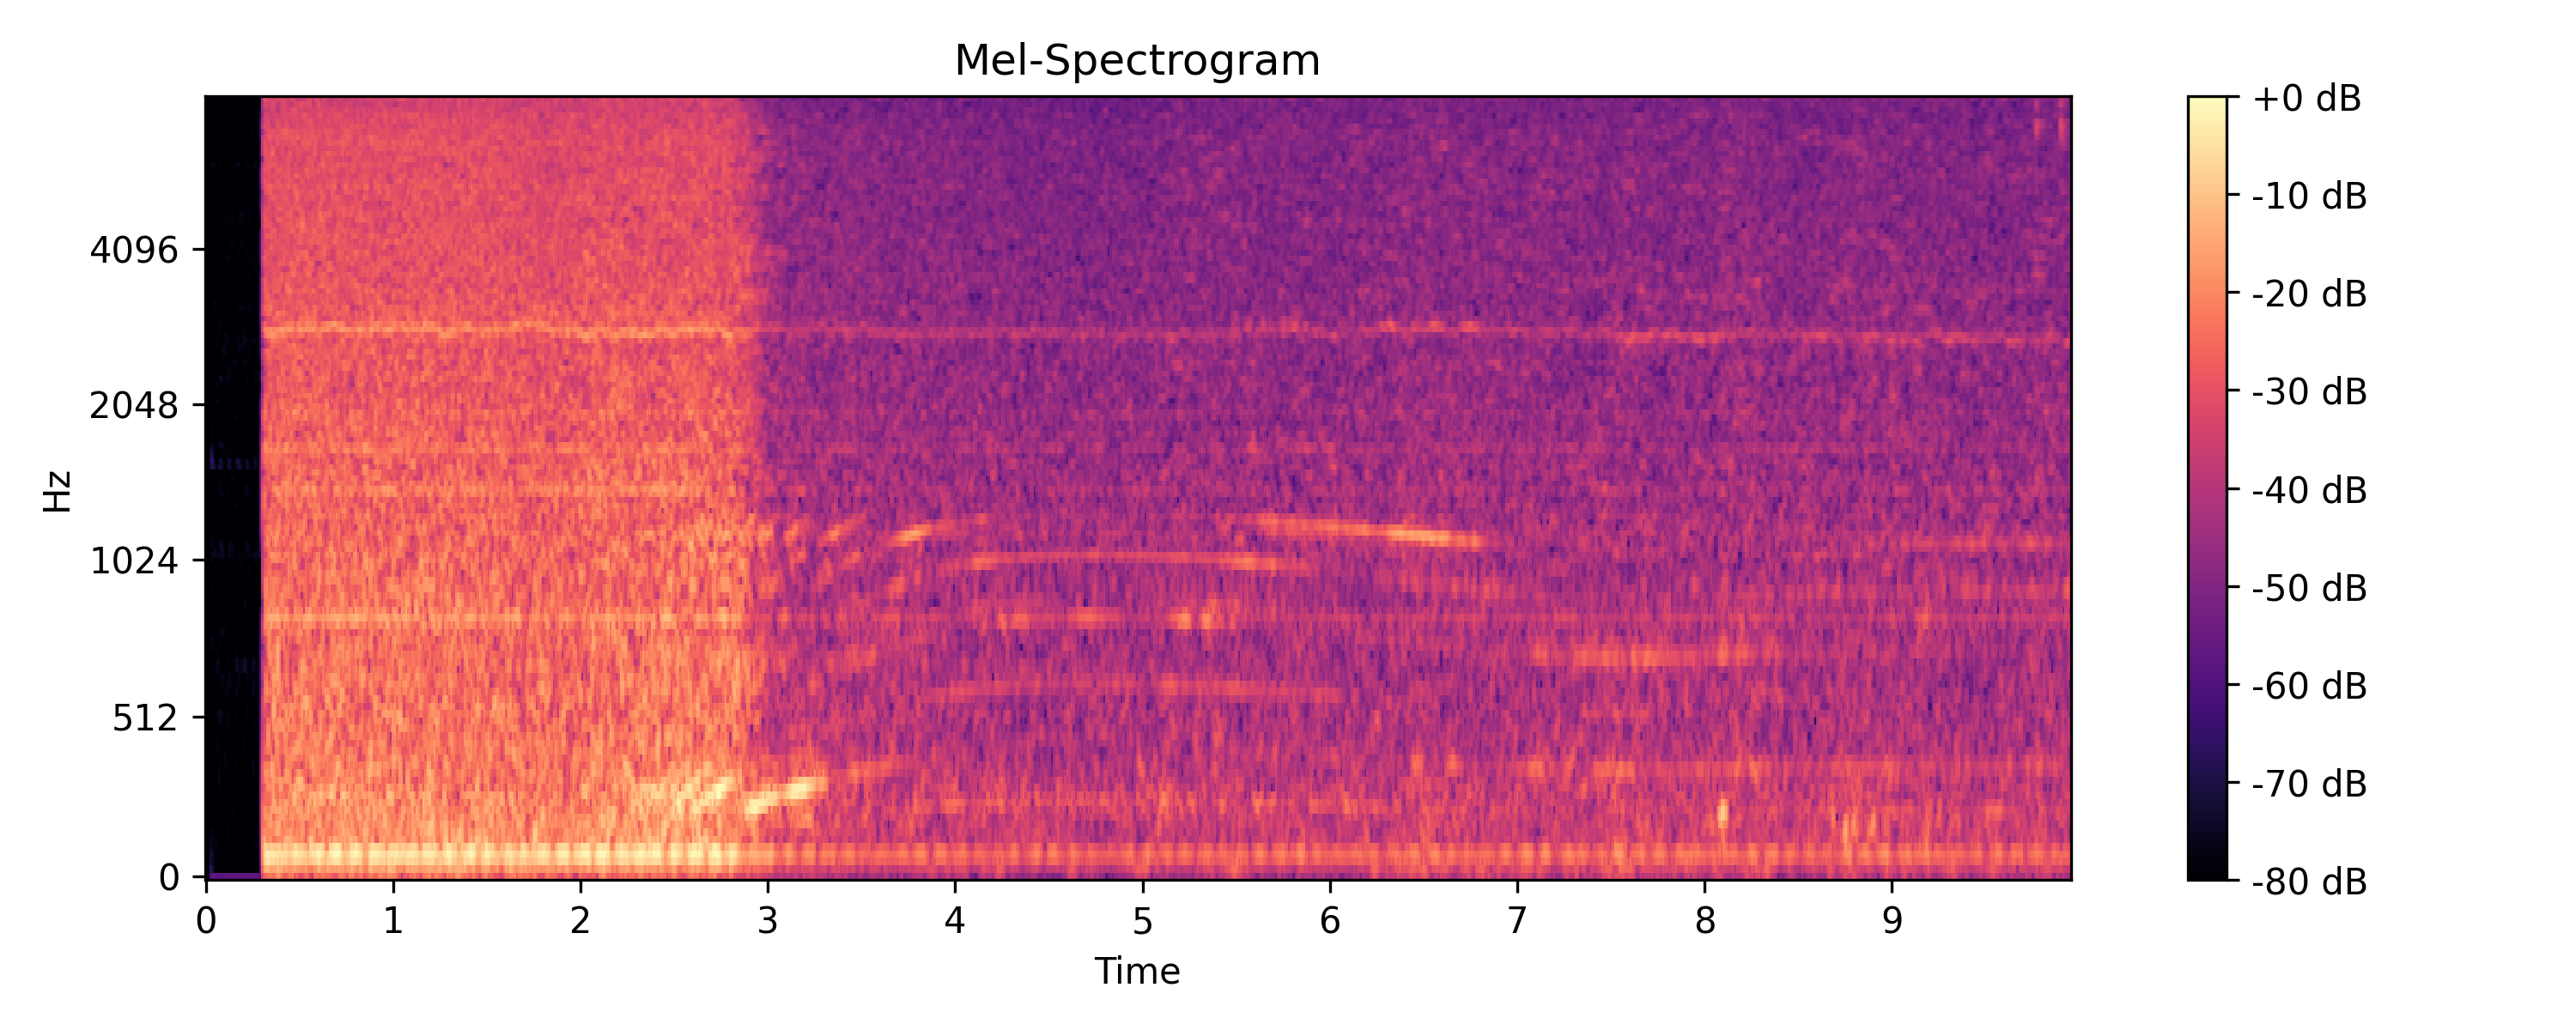 Mel-Spectrogram
Hz
4096
2048
1024
512
0
0 1 2 3 4 5 6 7 8 9
Time
+0 dB
-10 dB
-20 dB
-30 dB
-40 dB
-50 dB
-60 dB
-70 dB
-80 dB